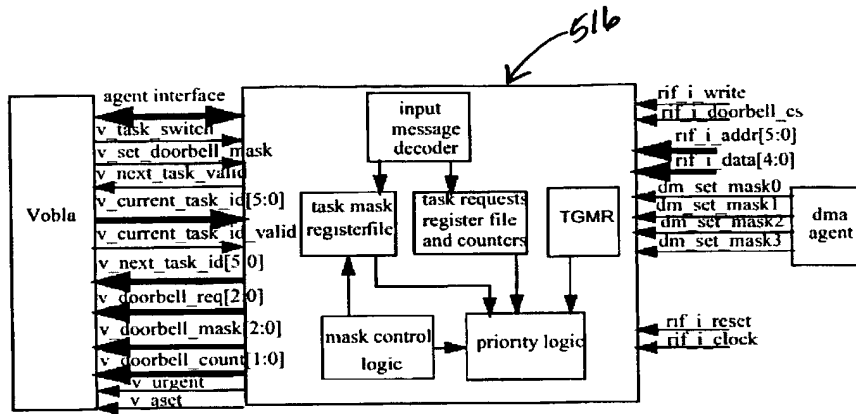 516
agent interface
v_task_switch
v_set_doorbell_mask
v_next_task_valid
v_current_task_id[5:0]
v_current_task_id_valid
v_next_task_id[5:0]
v_doorbell_req[2:0]
v_doorbell_mask[2:0]
v_doorbell_count[1:0]
v_urgent
v_aset
Vobla
input
message
decoder
task mask
registerfile
task requests
register file
and counters
TGMR
mask control
logic
priority logic
rif_i_write
rif_i_doorbell_cs
rif_i_addr[5:0]
rif_i_data[4:0]
dm_set_mask0
dm_set_mask1
dm_set_mask2
dm_set_mask3
dma
agent
rif_i_reset
rif_i_clock